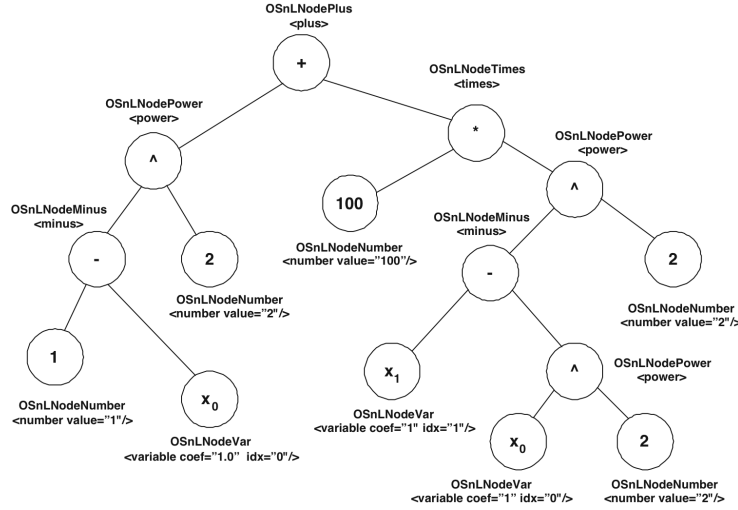 OSnLNodePlus
<plus>
+
OSnLNodeTimes
<times>
*
OSnLNodePower
<power>
^
OSnLNodePower
<power>
^
100
OSnLNodeNumber
<number value="100"/>
OSnLNodeMinus
<minus>
-
2
OSnLNodeNumber
<number value="2"/>
OSnLNodeMinus
<minus>
-
2
OSnLNodeNumber
<number value="2"/>
1
OSnLNodeNumber
<number value="1"/>
x0
OSnLNodeVar
<variable coef="1.0" idx="0"/>
x1
OSnLNodeVar
<variable coef="1" idx="1"/>
^
OSnLNodePower
<power>
x0
OSnLNodeVar
<variable coef="1" idx="0"/>
2
OSnLNodeNumber
<number value="2"/>